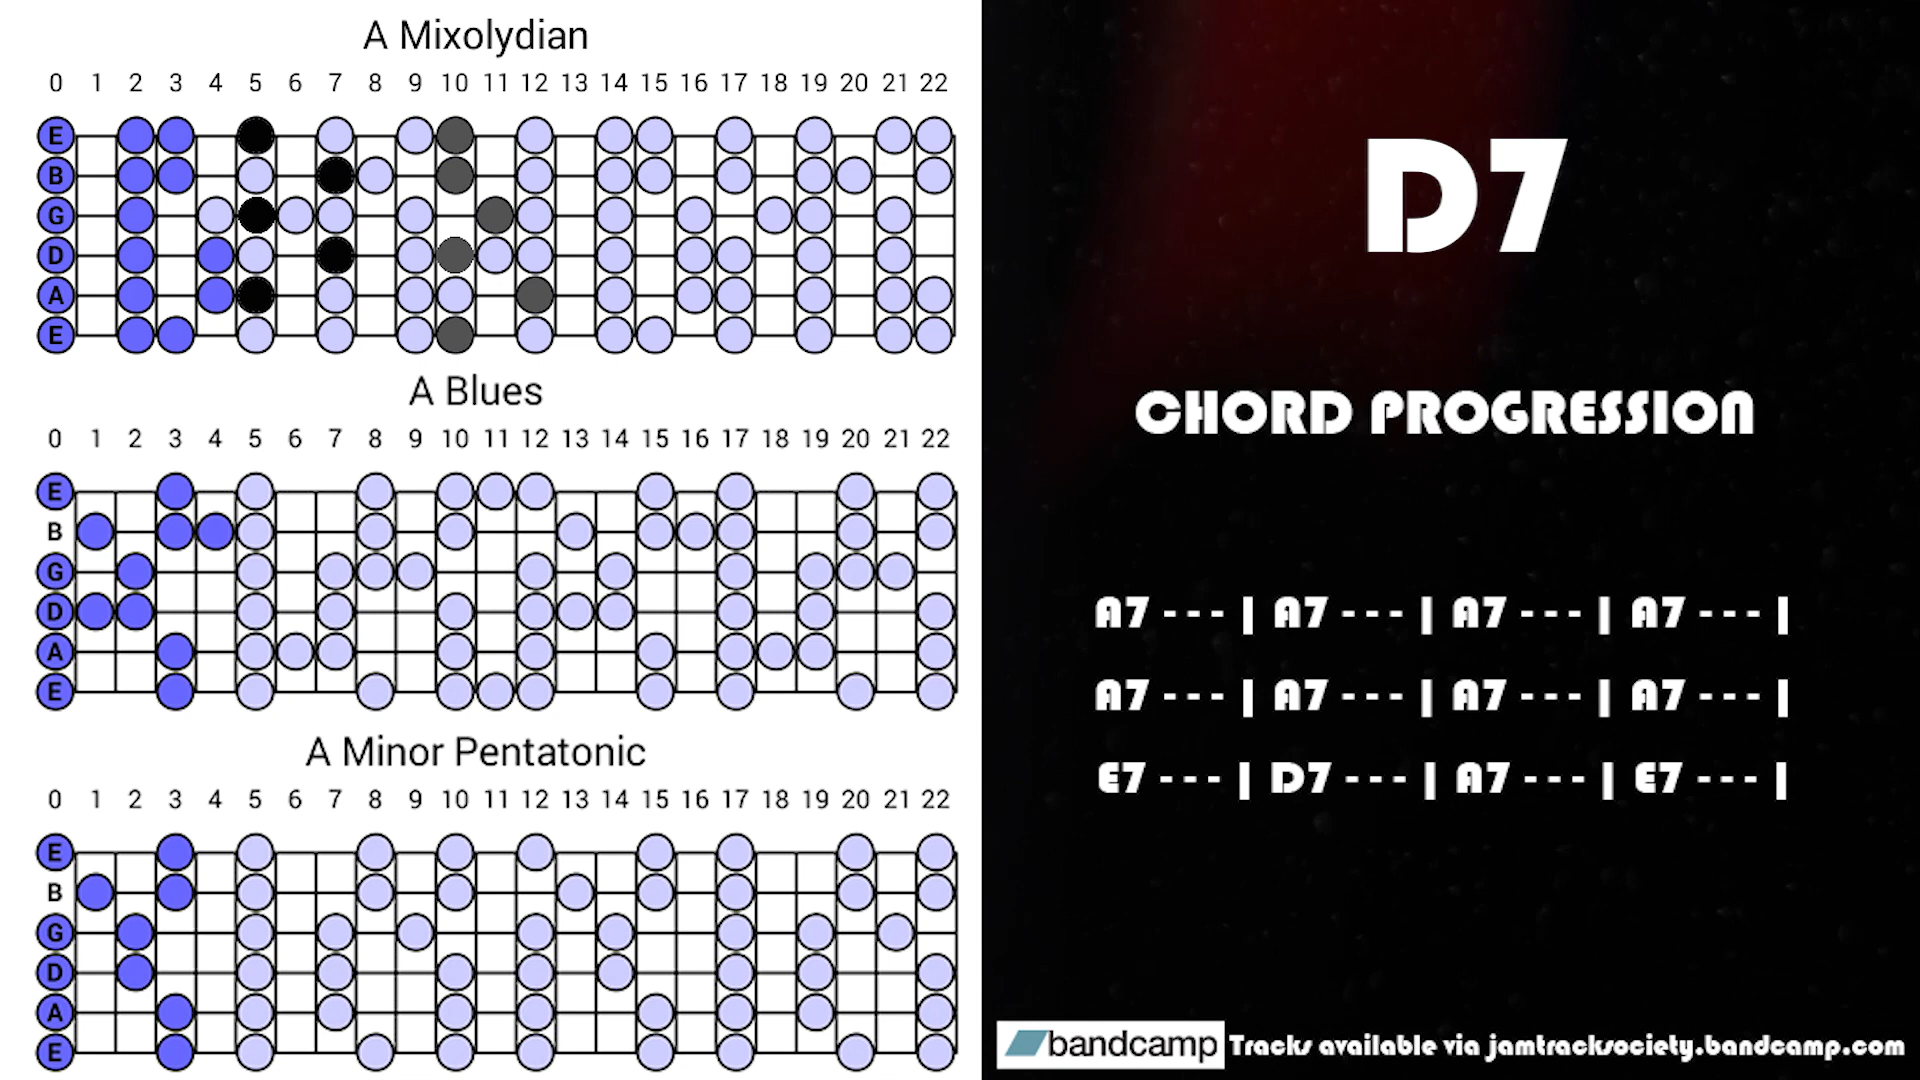 A Mixolydian
0 1 2 3 4 5 6 7 8 9 10 11 12 13 14 15 16 17 18 19 20 21 22
E
B
G
D
A
E
A Blues
0 1 2 3 4 5 6 7 8 9 10 11 12 13 14 15 16 17 18 19 20 21 22
E
B
G
D
A
E
A Minor Pentatonic
0 1 2 3 4 5 6 7 8 9 10 11 12 13 14 15 16 17 18 19 20 21 22
E
B
G
D
A
E
D7
CHORD PROGRESSION
A7 - - - | A7 - - - | A7 - - - | A7 - - - |
A7 - - - | A7 - - - | A7 - - - | A7 - - - |
E7 - - - | D7 - - - | A7 - - - | E7 - - - |
bandcamp Tracks available via jamtracksociety.bandcamp.com